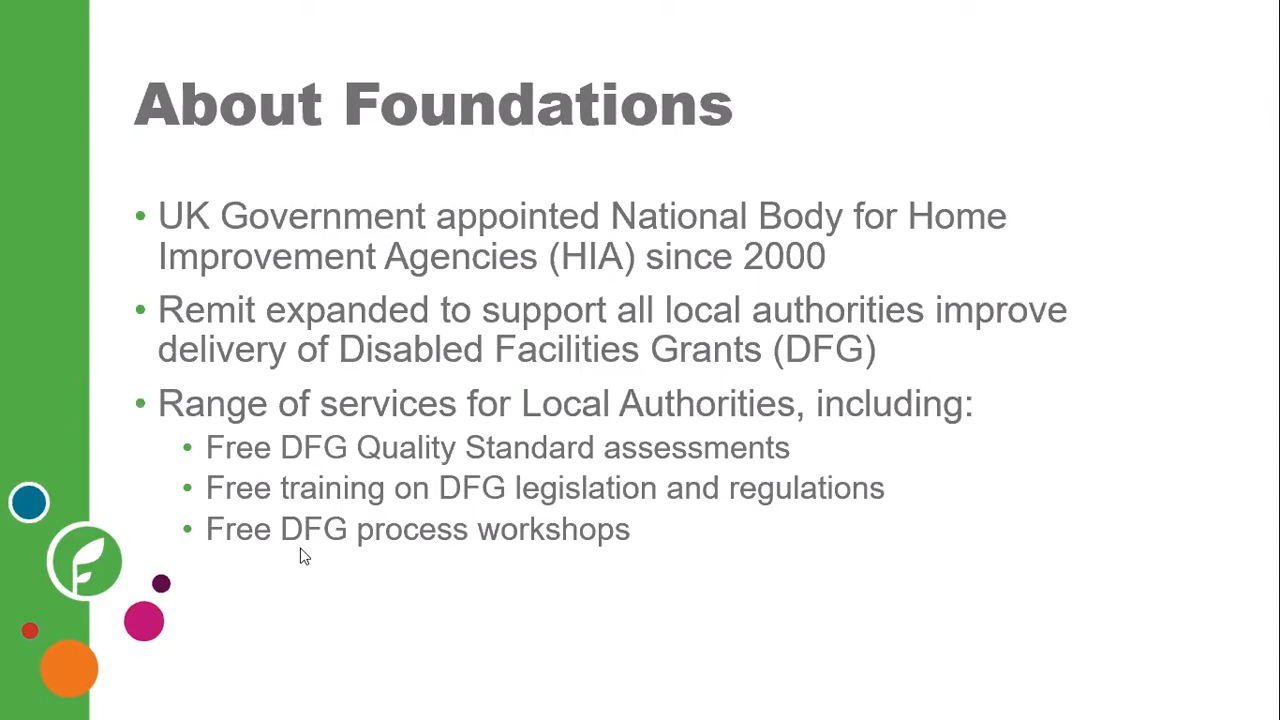 About Foundations
• UK Government appointed National Body for Home
Improvement Agencies (HIA) since 2000
• Remit expanded to support all local authorities improve
delivery of Disabled Facilities Grants (DFG)
• Range of services for Local Authorities, including:
• Free DFG Quality Standard assessments
• Free training on DFG legislation and regulations
• Free DFG process workshops